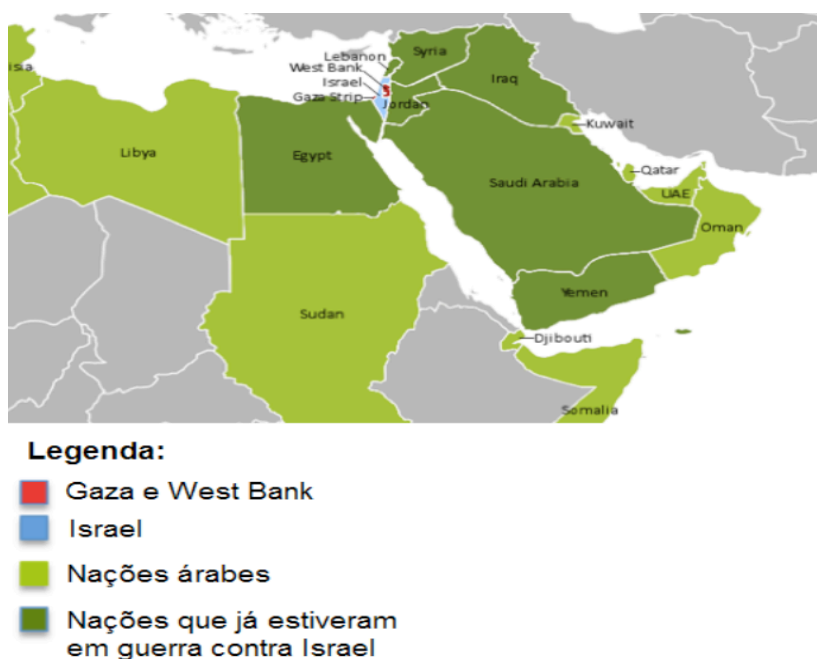 isia
Lebanon
Syria
West Bank
Israel
Iraq
Gaza Strip
Jordan
Kuwait
Libya
Egypt
Qatar
Saudi Arabia
UAE
Oman
Yemen
Sudan
Djibouti
Somalia
Legenda:
Gaza e West Bank
Israel
Nações árabes
Nações que já estiveram
em guerra contra Israel